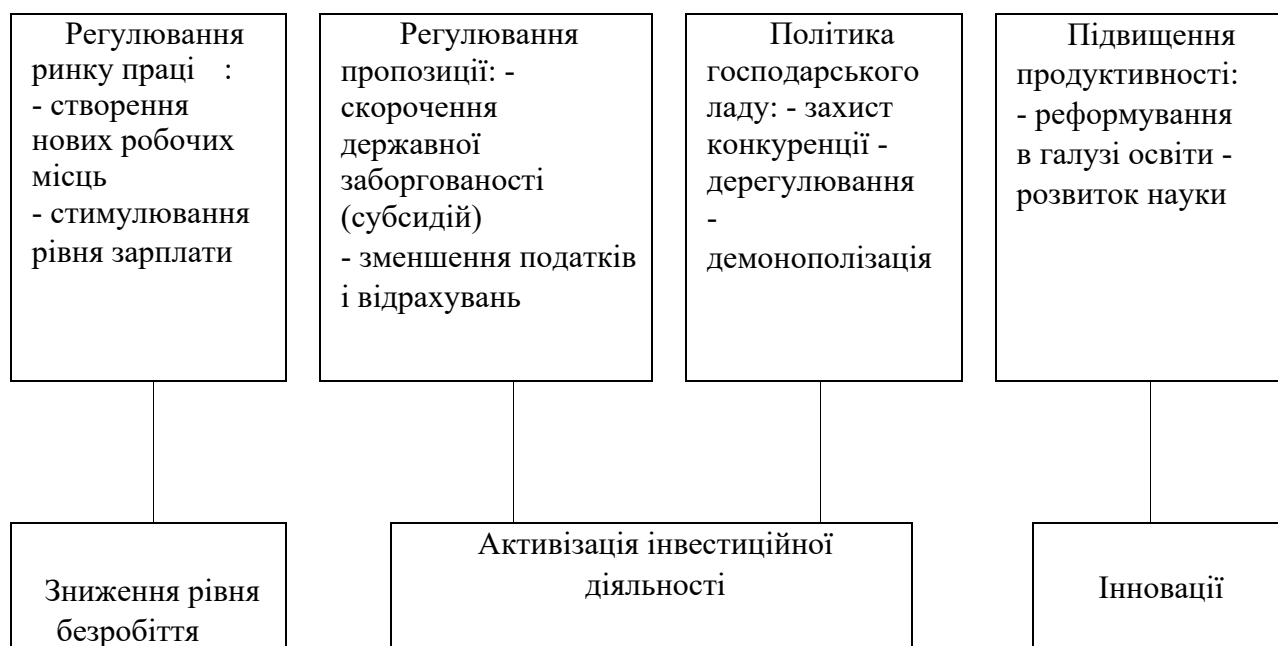 Регулювання
ринку праці :
- створення
нових робочих
місць
- стимулювання
рівня зарплати
Регулювання
пропозиції: -
скорочення
державної
заборгованості
(субсидій)
- зменшення податків
і відрахувань
Політика
господарського
ладу: - захист
конкуренції -
дерегулювання
-
демонополізація
Підвищення
продуктивності:
- реформування
в галузі освіти -
розвиток науки
Зниження рівня
безробіття
Активізація інвестиційної
діяльності
Інновації